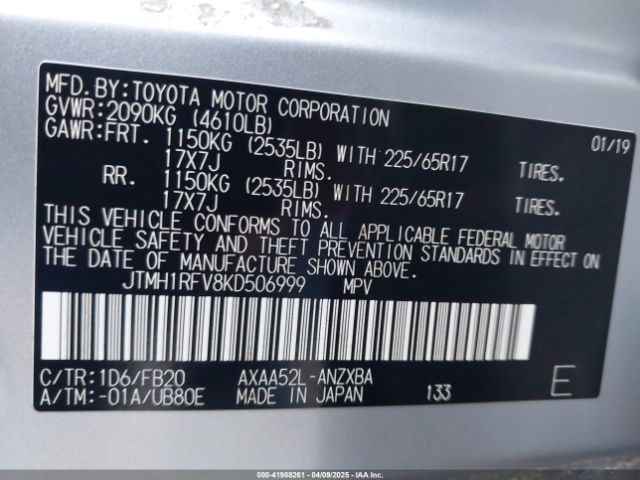 MFD. BY: TOYOTA MOTOR CORPORATION
GVWR: 2090KG (4610LB) 01/19
GAWR: FRT. 1150KG (2535LB) WITH 225/65R17 TIRES.
17X7J RIMS.
RR. 1150KG (2535LB) WITH 225/65R17 TIRES.
17X7J RIMS.
THIS VEHICLE CONFORMS TO ALL APPLICABLE FEDERAL MOTOR
VEHICLE SAFETY AND THEFT PREVENTION STANDARDS IN EFFECT ON
THE DATE OF MANUFACTURE SHOWN ABOVE.
JTMH1RFV8KD506999 MPV
C/TR: 1D6/FB20 AXAA52L-ANZXBA
A/TM: -01A/UB80E MADE IN JAPAN 133 E
000-41988261 - 04/09/2025 - IAAI